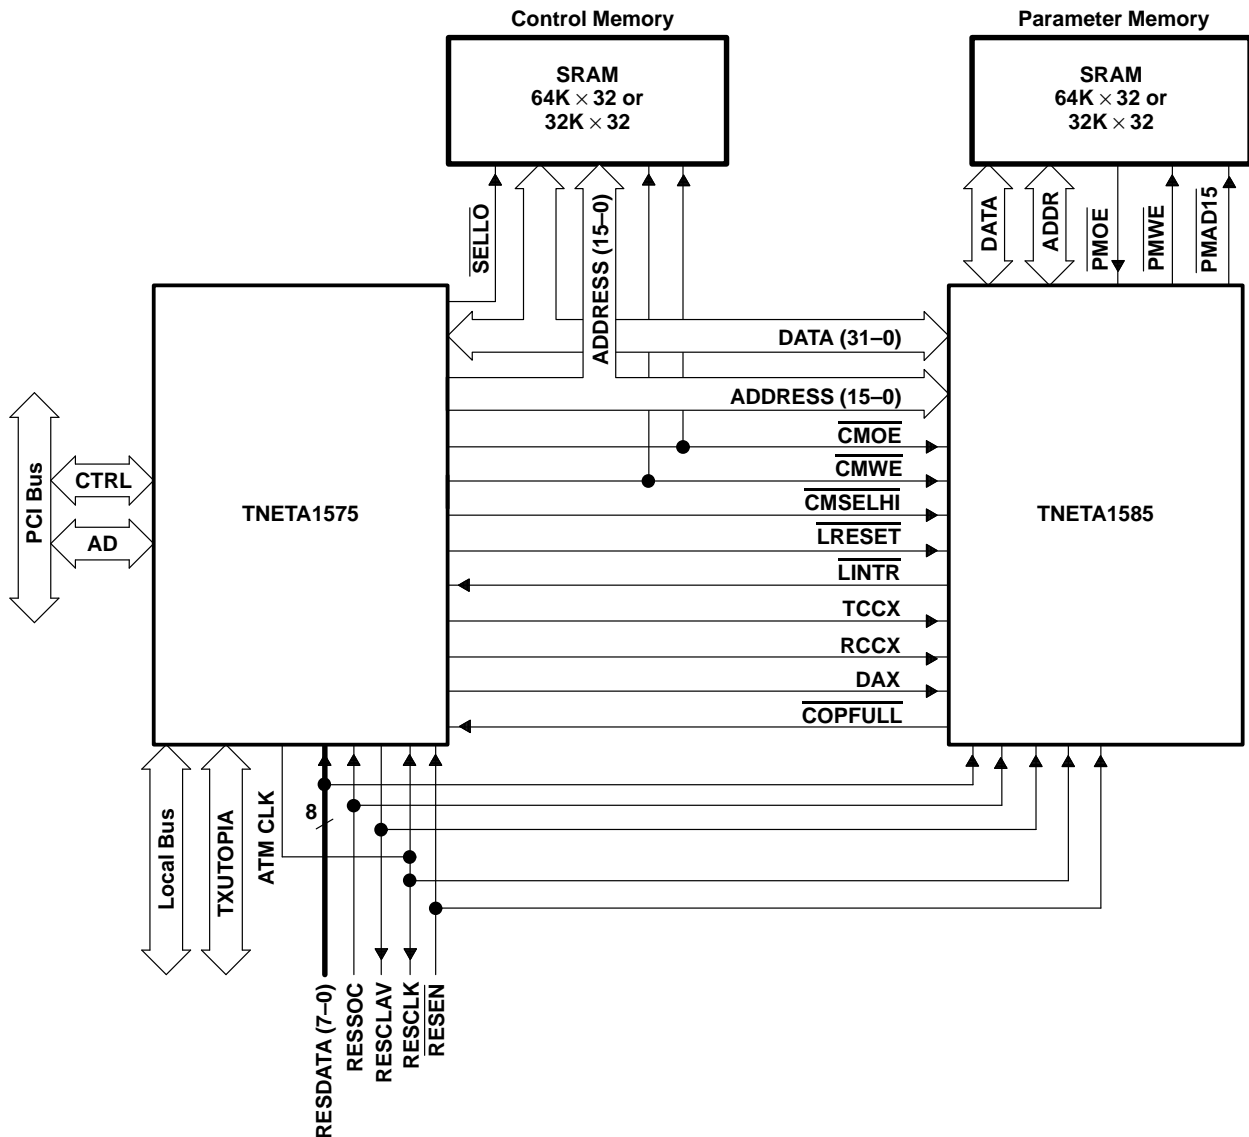 Control Memory
Parameter Memory
SRAM
64K × 32 or
32K × 32
SRAM
64K × 32 or
32K × 32
SELLO
ADDRESS (15–0)
DATA
ADDR
PMOE
PMWE
PMAD15
DATA (31–0)
ADDRESS (15–0)
CMOE
CMWE
CMSELHI
LRESET
LINTR
TCCX
RCCX
DAX
COPFULL
PCI Bus
CTRL
AD
TNETA1575
TNETA1585
Local Bus
TXUTOPIA
ATM CLK
8
RESDATA (7–0)
RESSOC
RESCLAV
RESCLK
RESEN